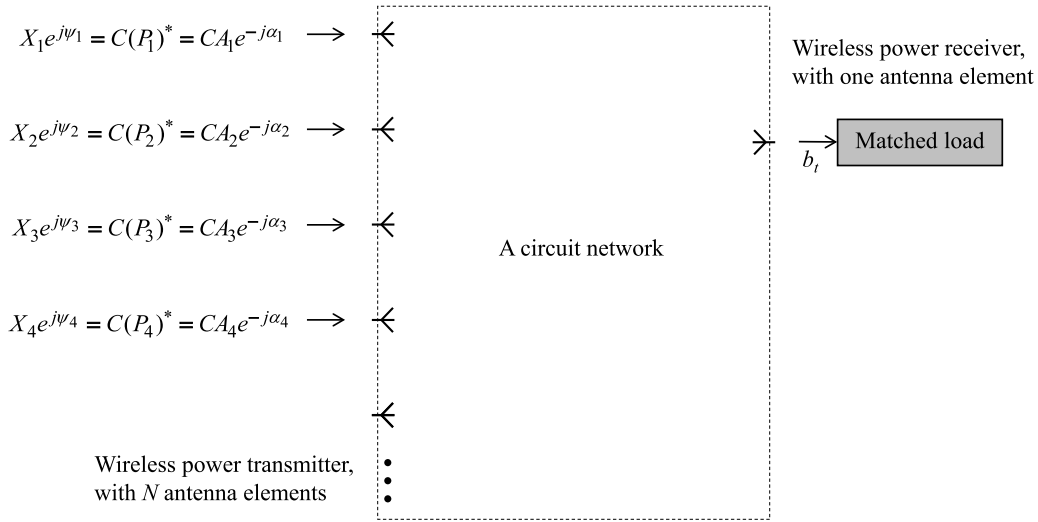 X₁e^{jψ₁} = C(P₁)* = CA₁e^{−jα₁}
Wireless power receiver,
with one antenna element
X₂e^{jψ₂} = C(P₂)* = CA₂e^{−jα₂}
Matched load
bₜ
X₃e^{jψ₃} = C(P₃)* = CA₃e^{−jα₃}
A circuit network
X₄e^{jψ₄} = C(P₄)* = CA₄e^{−jα₄}
Wireless power transmitter,
with N antenna elements